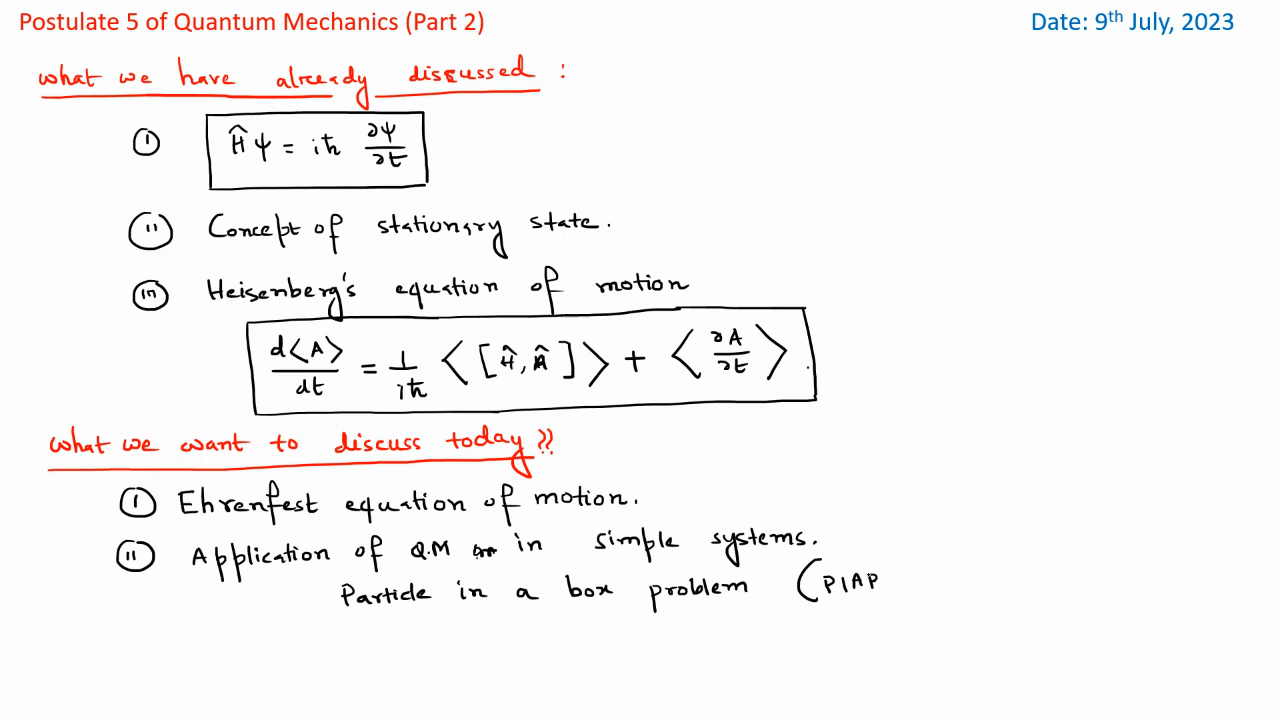 Postulate 5 of Quantum Mechanics (Part 2) Date: 9th July, 2023
what we have already discussed :
(i) Ĥψ = iħ ∂ψ/∂t
(ii) Concept of stationary state.
(iii) Heisenberg's equation of motion
d<A>/dt = 1/iħ <[Ĥ, Â]> + <∂A/∂t>.
what we want to discuss today??
(i) Ehrenfest equation of motion.
(ii) Application of Q.M in simple systems.
Particle in a box problem (PIAP